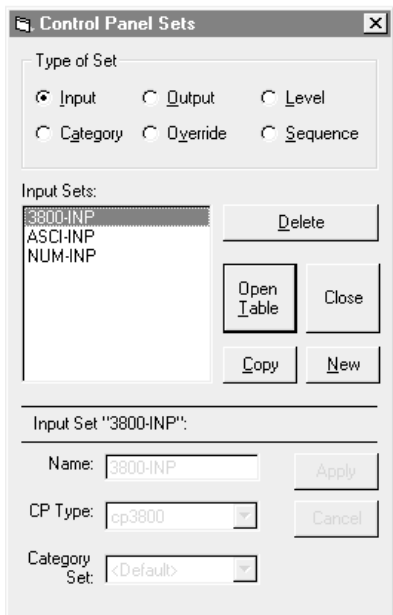 Control Panel Sets
Type of Set
Input Output Level
Category Override Sequence
Input Sets:
3800-INP
ASCI-INP
NUM-INP
Delete
Open
Table
Close
Copy New
Input Set "3800-INP":
Name: 3800-INP Apply
CP Type: cp3800 Cancel
Category
Set: <Default>